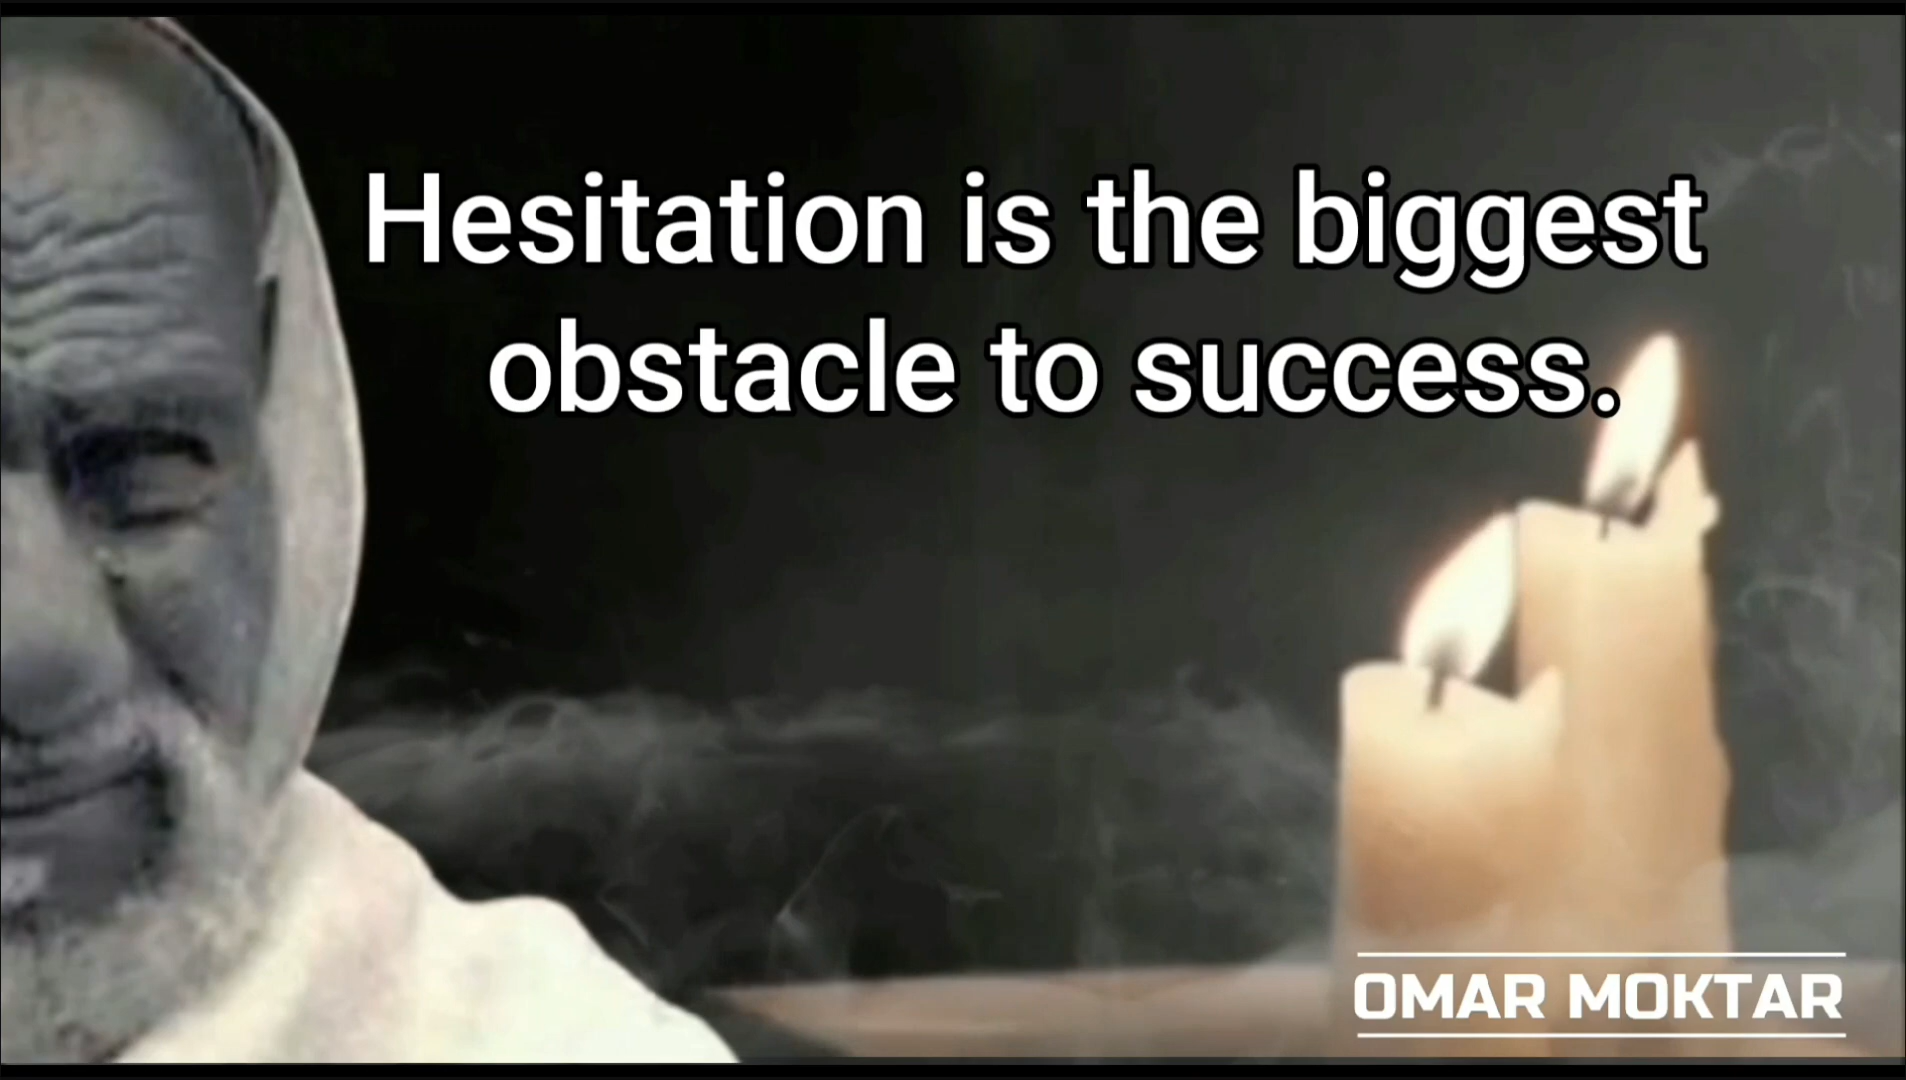 Hesitation is the biggest
obstacle to success.
OMAR MOKTAR